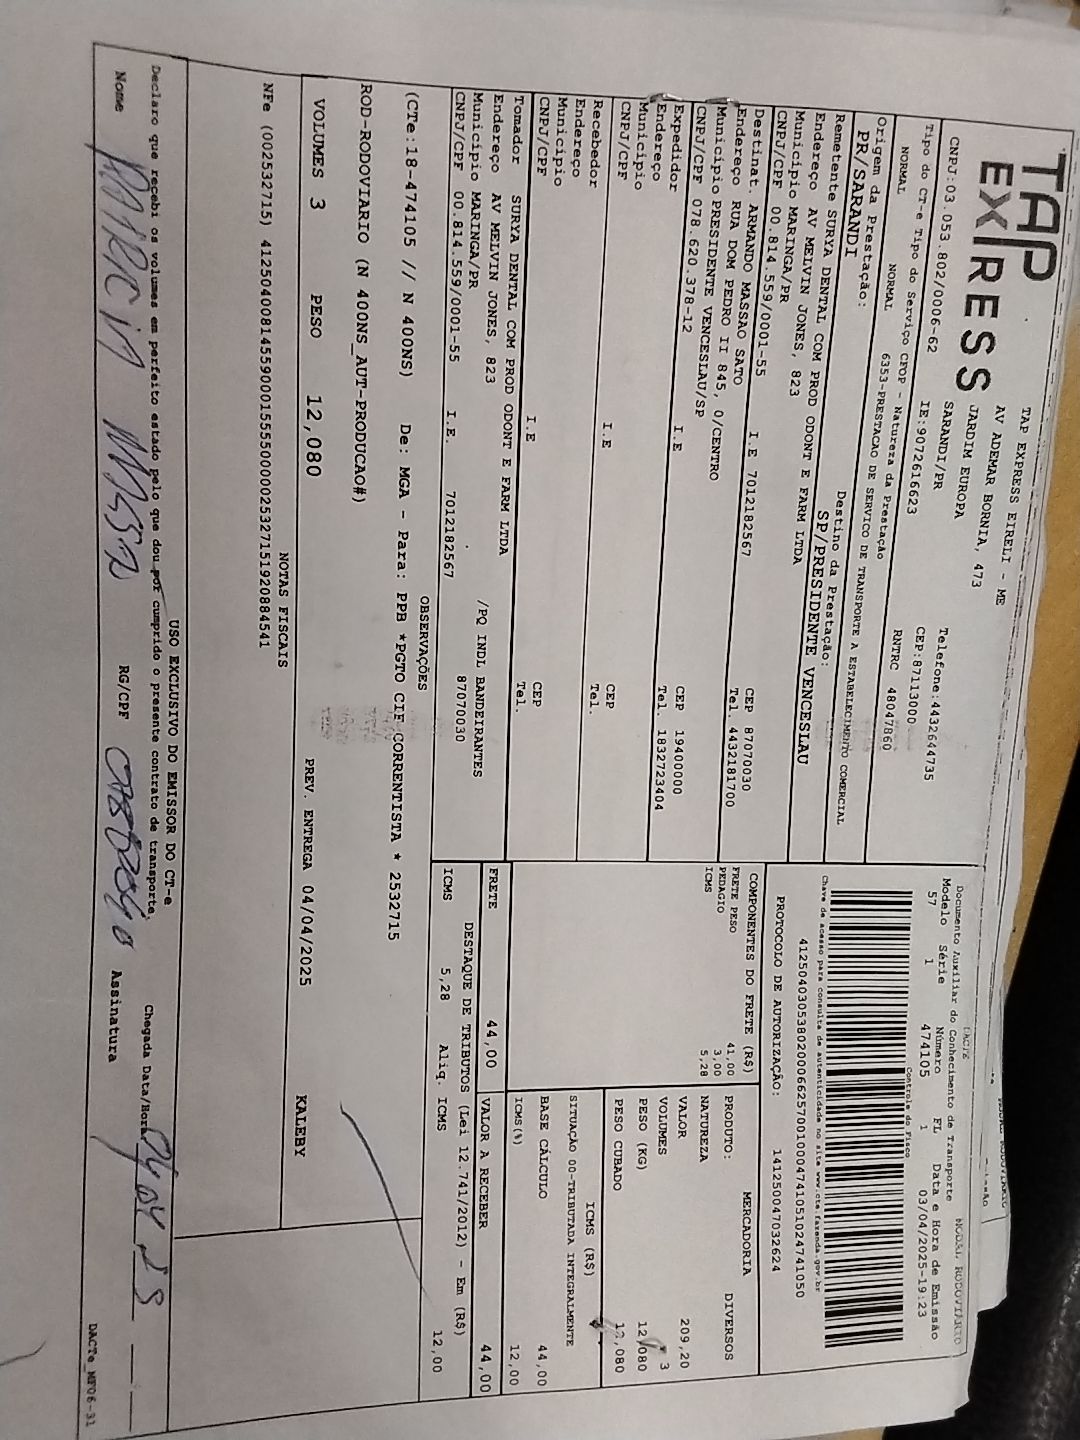 TAP EXPRESS
TAP EXPRESS EIRELI - ME
AV ADEMAR BORNIA, 473
JARDIM EUROPA
SARANDI/PR
Telefone:4432644735
CEP:87113000
CNPJ:03.053.802/0006-62 IE:9072616623
RNTRC 48047860
Tipo do CT-e Tipo do Serviço CFOP - Natureza da Prestação
NORMAL NORMAL 6353-PRESTACAO DE SERVICO DE TRANSPORTE A ESTABELECIMENTO COMERCIAL
Origem da Prestação: Destino da Prestação:
PR/SARANDI SP/PRESIDENTE VENCESLAU
DACTE MODAL RODOVIÁRIO
Documento Auxiliar do Conhecimento de Transporte
Modelo Série Número FL Data e Hora de Emissão
57 1 474105 1 03/04/2025-19:23
Controle do Fisco
Chave de acesso para consulta de autenticidade no site www.cte.fazenda.gov.br
41250403053802000662570010004741051024741050
PROTOCOLO DE AUTORIZAÇÃO: 141250047032624
Remetente SURYA DENTAL COM PROD ODONT E FARM LTDA
Endereço AV MELVIN JONES, 823
Município MARINGA/PR CEP 87070030
CNPJ/CPF 00.814.559/0001-55 I.E 7012182567 Tel. 4432181700
Destinat. ARMANDO MASSAO SATO
Endereço RUA DOM PEDRO II 845, 0/CENTRO
Município PRESIDENTE VENCESLAU/SP CEP 19400000
CNPJ/CPF 078.620.378-12 I.E Tel. 1832723404
Expedidor
Endereço
Município CEP
CNPJ/CPF I.E Tel.
Recebedor
Endereço
Município CEP
CNPJ/CPF I.E Tel.
Tomador SURYA DENTAL COM PROD ODONT E FARM LTDA
Endereço AV MELVIN JONES, 823 /PQ INDL BANDEIRANTES
Município MARINGA/PR 87070030
CNPJ/CPF 00.814.559/0001-55 I.E. 7012182567
COMPONENTES DO FRETE (R$)
FRETE PESO 41,00
PEDAGIO 3,00
ICMS 5,28
MERCADORIA
PRODUTO: DIVERSOS
NATUREZA
VALOR 209,20
VOLUMES 3
PESO (KG) 12,080
PESO CUBADO 12,080
ICMS (R$)
SITUAÇÃO 00-TRIBUTADA INTEGRALMENTE
BASE CÁLCULO 44,00
ICMS(%) 12,00
FRETE 44,00 VALOR A RECEBER 44,00
DESTAQUE DE TRIBUTOS (Lei 12.741/2012) - Em (R$)
ICMS 5,28 Aliq. ICMS 12,00
OBSERVAÇÕES
(CTe:18-474105 // N 400NS) De: MGA - Para: PPB *PGTO CIF CORRENTISTA * 2532715
ROD-RODOVIARIO (N 400NS_AUT-PRODUCAO#)
VOLUMES 3 PESO 12,080 PREV. ENTREGA 04/04/2025 KALEBY
NOTAS FISCAIS
NFe (002532715) 41250400814559000155550000025327151920884541
USO EXCLUSIVO DO EMISSOR DO CT-e
Declaro que recebi os volumes em perfeito estado pelo que dou por cumprido o presente contrato de transporte. Chegada Data/Hora 04 04 25
Nome MARCIA RG/CPF Assinatura
DACTe_MF06-31